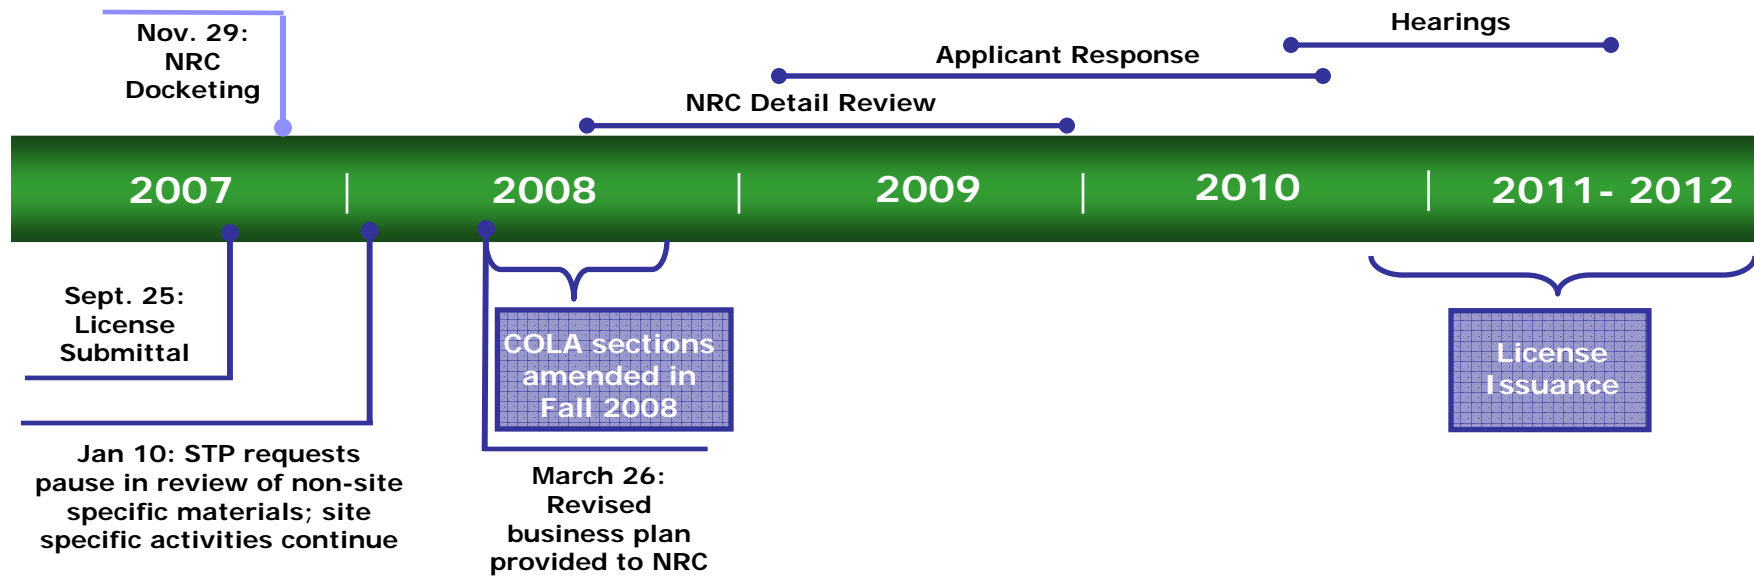 Nov. 29:
NRC
Docketing
Hearings
Applicant Response
NRC Detail Review
2007
2008
2009
2010
2011- 2012
Sept. 25:
License
Submittal
COLA sections
amended in
Fall 2008
License
Issuance
Jan 10: STP requests
pause in review of non-site
specific materials; site
specific activities continue
March 26:
Revised
business plan
provided to NRC